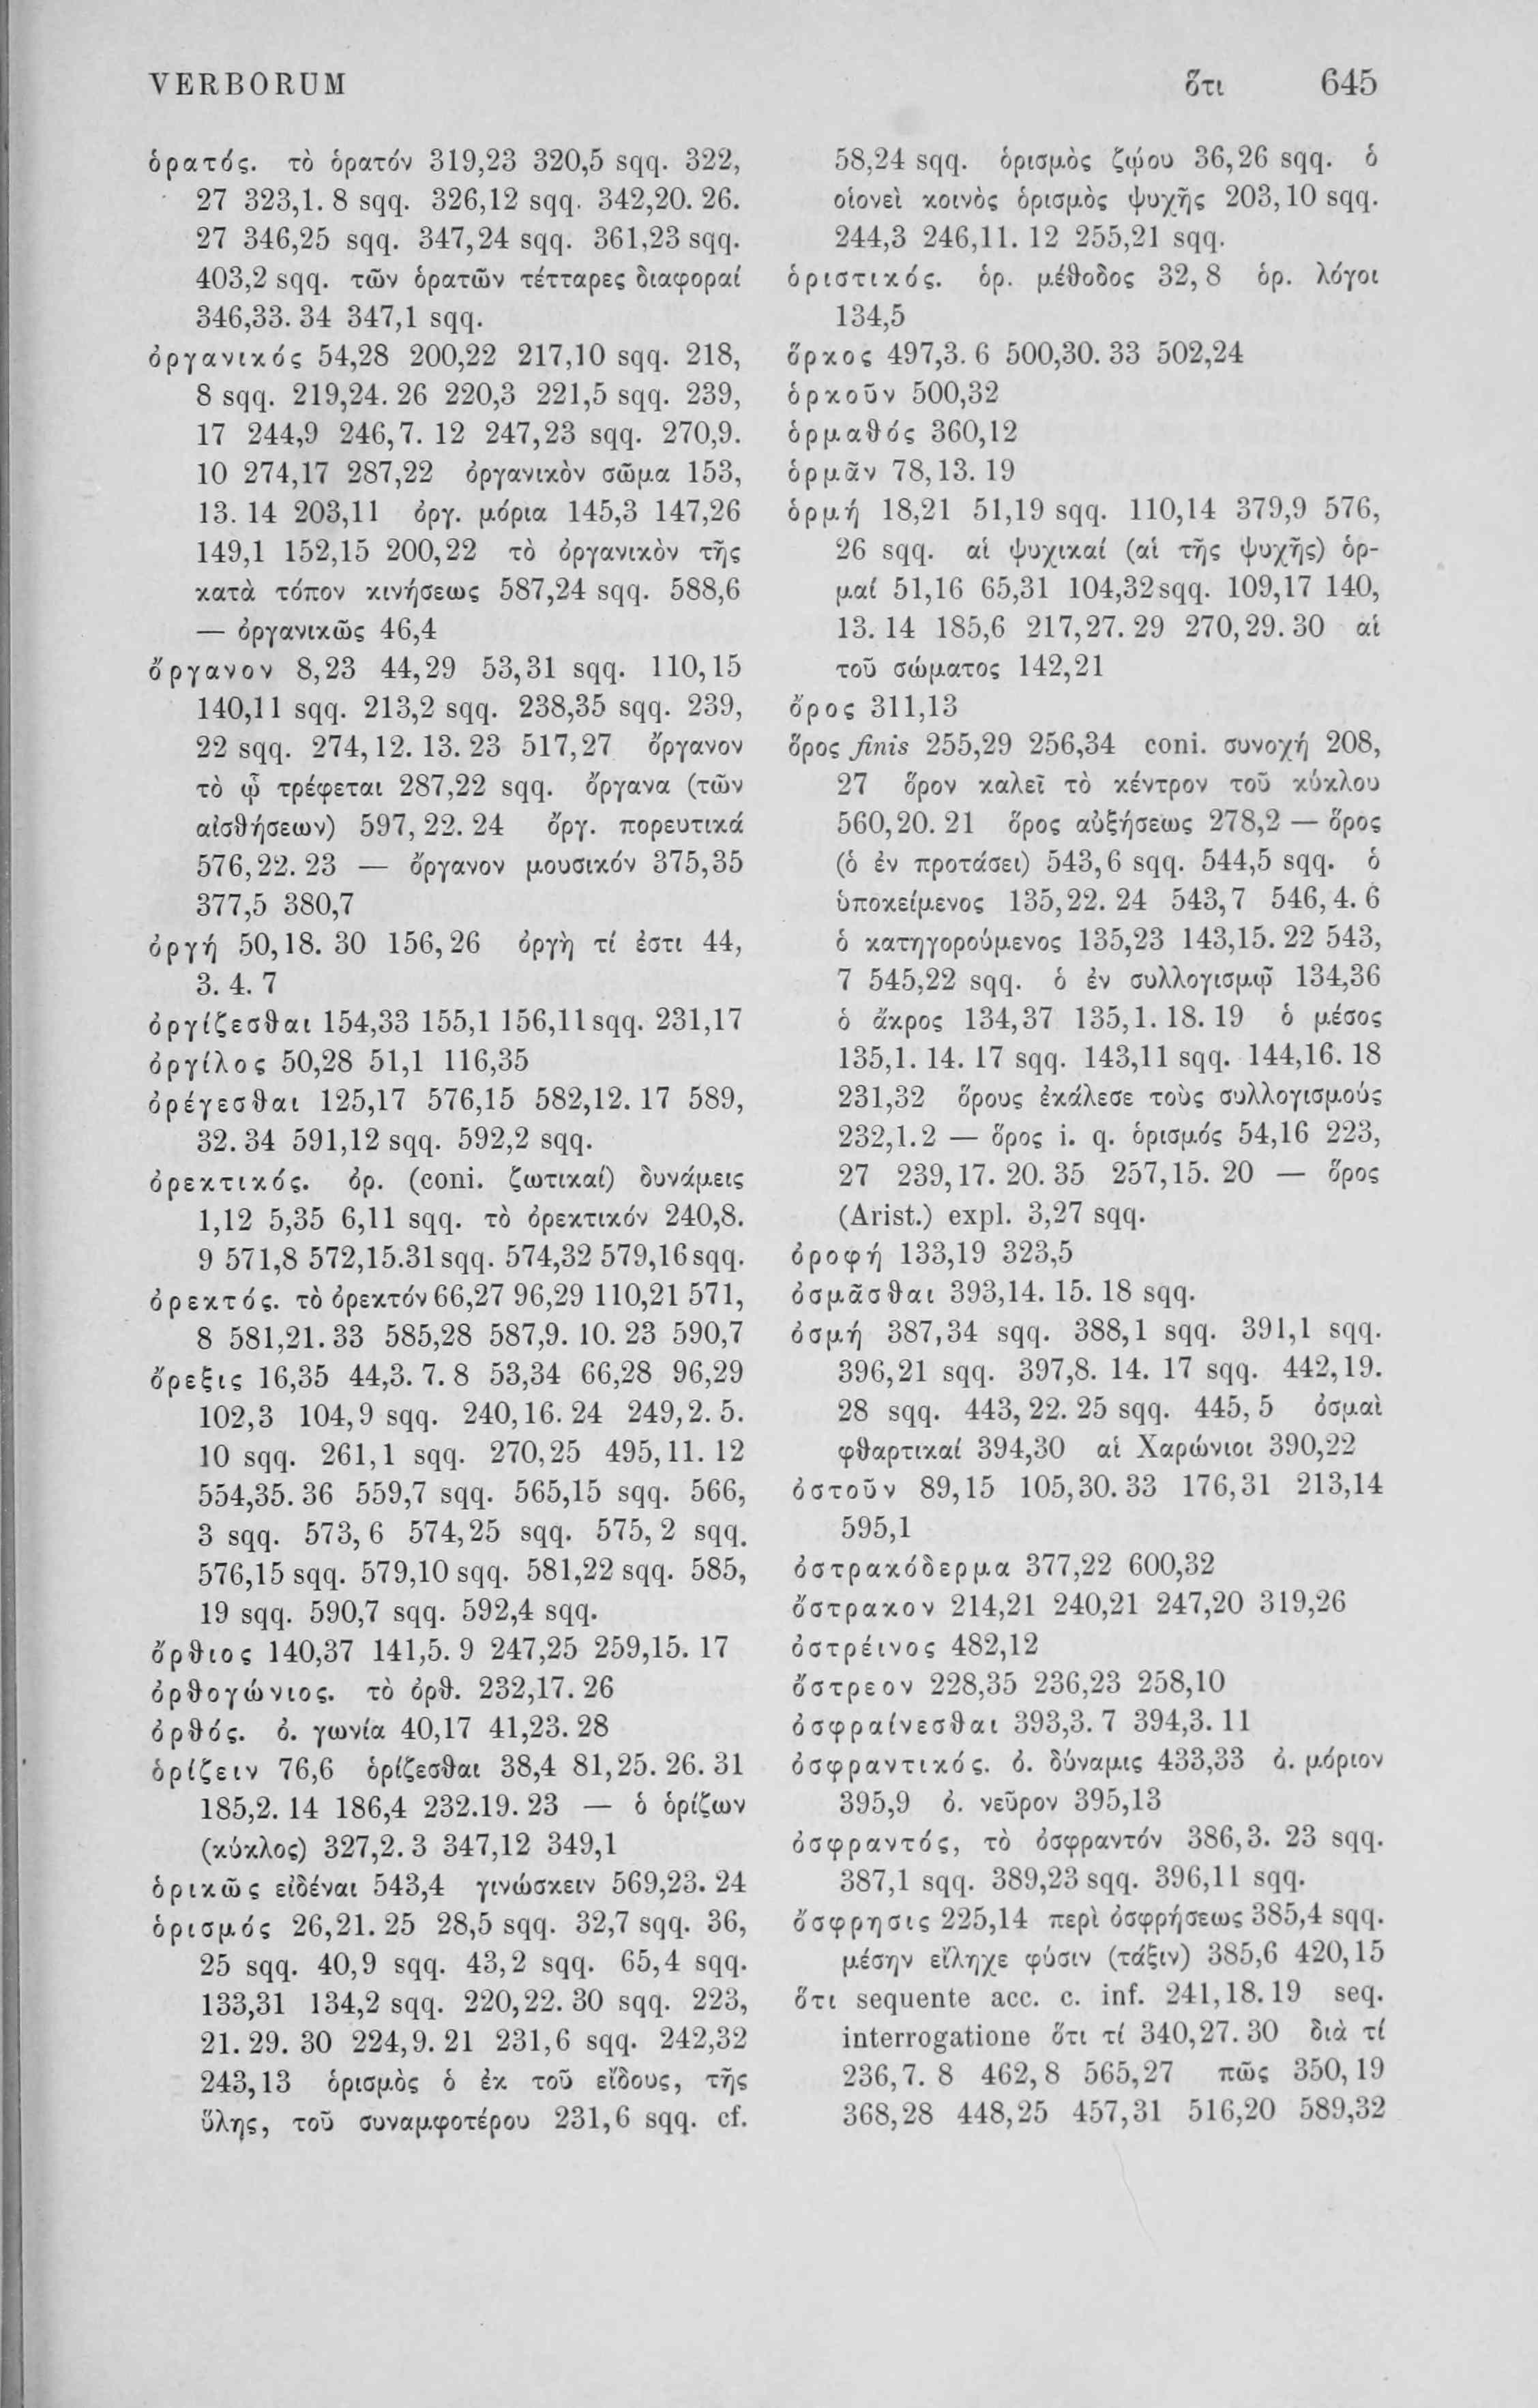 VERBORUM ὅτι 645
ὁρατός. τὸ ὁρατόν 319,23 320,5 sqq. 322,
27 323,1. 8 sqq. 326,12 sqq. 342,20. 26.
27 346,25 sqq. 347,24 sqq. 361,23 sqq.
403,2 sqq. τῶν ὁρατῶν τέτταρες διαφοραί
346,33. 34 347,1 sqq.
ὀργανικός 54,28 200,22 217,10 sqq. 218,
8 sqq. 219,24. 26 220,3 221,5 sqq. 239,
17 244,9 246,7. 12 247,23 sqq. 270,9.
10 274,17 287,22 ὀργανικὸν σῶμα 153,
13. 14 203,11 ὀργ. μόρια 145,3 147,26
149,1 152,15 200,22 τὸ ὀργανικὸν τῆς
κατὰ τόπον κινήσεως 587,24 sqq. 588,6
— ὀργανικῶς 46,4
ὄργανον 8,23 44,29 53,31 sqq. 110,15
140,11 sqq. 213,2 sqq. 238,35 sqq. 239,
22 sqq. 274,12. 13. 23 517,27 ὄργανον
τὸ ᾧ τρέφεται 287,22 sqq. ὄργανα (τῶν
αἰσθήσεων) 597,22. 24 ὄργ. πορευτικά
576,22. 23 — ὄργανον μουσικόν 375,35
377,5 380,7
ὀργή 50,18. 30 156,26 ὀργὴ τί ἐστι 44,
3. 4. 7
ὀργίζεσθαι 154,33 155,1 156,11 sqq. 231,17
ὀργίλος 50,28 51,1 116,35
ὀρέγεσθαι 125,17 576,15 582,12. 17 589,
32. 34 591,12 sqq. 592,2 sqq.
ὀρεκτικός. ὀρ. (coni. ζωτικαί) δυνάμεις
1,12 5,35 6,11 sqq. τὸ ὀρεκτικόν 240,8.
9 571,8 572,15.31 sqq. 574,32 579,16 sqq.
ὀρεκτός. τὸ ὀρεκτόν 66,27 96,29 110,21 571,
8 581,21. 33 585,28 587,9. 10. 23 590,7
ὄρεξις 16,35 44,3. 7. 8 53,34 66,28 96,29
102,3 104,9 sqq. 240,16. 24 249,2. 5.
10 sqq. 261,1 sqq. 270,25 495,11. 12
554,35. 36 559,7 sqq. 565,15 sqq. 566,
3 sqq. 573,6 574,25 sqq. 575,2 sqq.
576,15 sqq. 579,10 sqq. 581,22 sqq. 585,
19 sqq. 590,7 sqq. 592,4 sqq.
ὄρθιος 140,37 141,5. 9 247,25 259,15. 17
ὀρθογώνιος. τὸ ὀρθ. 232,17. 26
ὀρθός. ὀ. γωνία 40,17 41,23. 28
ὁρίζειν 76,6 ὁρίζεσθαι 38,4 81,25. 26. 31
185,2. 14 186,4 232.19. 23 — ὁ ὁρίζων
(κύκλος) 327,2. 3 347,12 349,1
ὁρικῶς εἰδέναι 543,4 γινώσκειν 569,23. 24
ὁρισμός 26,21. 25 28,5 sqq. 32,7 sqq. 36,
25 sqq. 40,9 sqq. 43,2 sqq. 65,4 sqq.
133,31 134,2 sqq. 220,22. 30 sqq. 223,
21. 29. 30 224,9. 21 231,6 sqq. 242,32
243,13 ὁρισμὸς ὁ ἐκ τοῦ εἴδους, τῆς
ὕλης, τοῦ συναμφοτέρου 231,6 sqq. cf.
58,24 sqq. ὁρισμὸς ζῴου 36,26 sqq. ὁ
οἱονεὶ κοινὸς ὁρισμὸς ψυχῆς 203,10 sqq.
244,3 246,11. 12 255,21 sqq.
ὁριστικός. ὁρ. μέθοδος 32,8 ὁρ. λόγοι
134,5
ὅρκος 497,3. 6 500,30. 33 502,24
ὁρκοῦν 500,32
ὁρμαθός 360,12
ὁρμᾶν 78,13. 19
ὁρμή 18,21 51,19 sqq. 110,14 379,9 576,
26 sqq. αἱ ψυχικαί (αἱ τῆς ψυχῆς) ὁρ-
μαί 51,16 65,31 104,32 sqq. 109,17 140,
13. 14 185,6 217,27. 29 270,29. 30 αἱ
τοῦ σώματος 142,21
ὄρος 311,13
ὅρος finis 255,29 256,34 coni. συνοχή 208,
27 ὅρον καλεῖ τὸ κέντρον τοῦ κύκλου
560,20. 21 ὅρος αὐξήσεως 278,2 — ὅρος
(ὁ ἐν προτάσει) 543,6 sqq. 544,5 sqq. ὁ
ὑποκείμενος 135,22. 24 543,7 546,4. 6
ὁ κατηγορούμενος 135,23 143,15. 22 543,
7 545,22 sqq. ὁ ἐν συλλογισμῷ 134,36
ὁ ἄκρος 134,37 135,1. 18. 19 ὁ μέσος
135,1. 14. 17 sqq. 143,11 sqq. 144,16. 18
231,32 ὅρους ἐκάλεσε τοὺς συλλογισμούς
232,1.2 — ὅρος i. q. ὁρισμός 54,16 223,
27 239,17. 20. 35 257,15. 20 — ὅρος
(Arist.) expl. 3,27 sqq.
ὀροφή 133,19 323,5
ὀσμᾶσθαι 393,14. 15. 18 sqq.
ὀσμή 387,34 sqq. 388,1 sqq. 391,1 sqq.
396,21 sqq. 397,8. 14. 17 sqq. 442,19.
28 sqq. 443,22. 25 sqq. 445,5 ὀσμαὶ
φθαρτικαί 394,30 αἱ Χαρώνιοι 390,22
ὀστοῦν 89,15 105,30. 33 176,31 213,14
595,1
ὀστρακόδερμα 377,22 600,32
ὄστρακον 214,21 240,21 247,20 319,26
ὀστρέινος 482,12
ὄστρεον 228,35 236,23 258,10
ὀσφραίνεσθαι 393,3. 7 394,3. 11
ὀσφραντικός. ὀ. δύναμις 433,33 ὀ. μόριον
395,9 ὀ. νεῦρον 395,13
ὀσφραντός, τὸ ὀσφραντόν 386,3. 23 sqq.
387,1 sqq. 389,23 sqq. 396,11 sqq.
ὄσφρησις 225,14 περὶ ὀσφρήσεως 385,4 sqq.
μέσην εἴληχε φύσιν (τάξιν) 385,6 420,15
ὅτι sequente acc. c. inf. 241,18. 19 seq.
interrogatione ὅτι τί 340,27. 30 διὰ τί
236,7. 8 462,8 565,27 πῶς 350,19
368,28 448,25 457,31 516,20 589,32